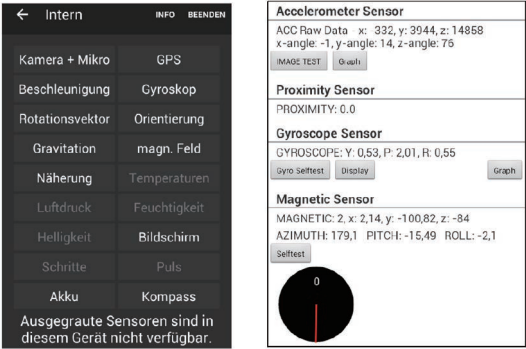 ← Intern INFO BEENDEN
Kamera + Mikro GPS
Beschleunigung Gyroskop
Rotationsvektor Orientierung
Gravitation magn. Feld
Näherung Temperaturen
Luftdruck Feuchtigkeit
Helligkeit Bildschirm
Schritte Puls
Akku Kompass
Ausgegraute Sensoren sind in
diesem Gerät nicht verfügbar.
Accelerometer Sensor
ACC Raw Data x: 332, y: 3944, z: 14858
x-angle: -1, y-angle: 14, z-angle: 76
IMAGE TEST Graph
Proximity Sensor
PROXIMITY: 0.0
Gyroscope Sensor
GYROSCOPE: Y: 0,53, P: 2,01, R: 0,55
Gyro Selftest Display Graph
Magnetic Sensor
MAGNETIC: 2, x: 2,14, y: -100,82, z: -84
AZIMUTH: 179,1 PITCH: -15,49 ROLL: -2,1
Selftest
0